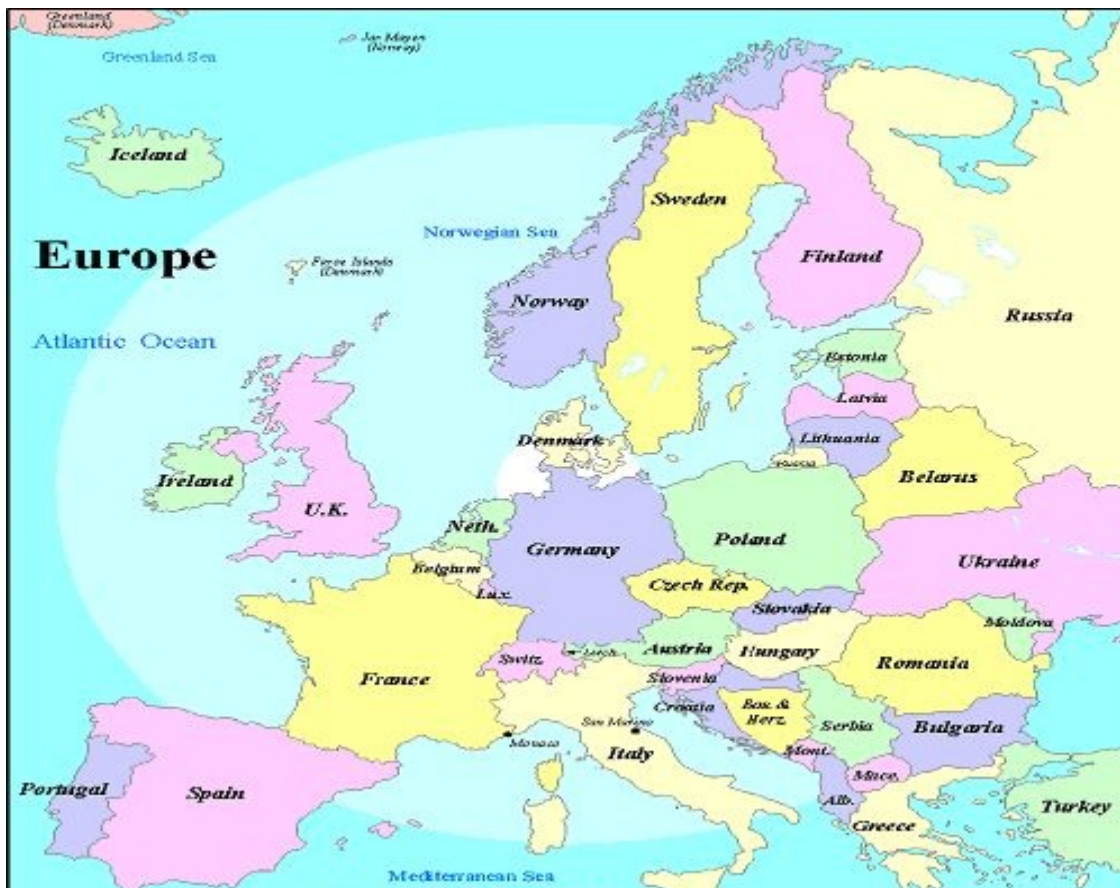 Greenland
(Denmark)
Jan Mayen
(Norway)
Greenland Sea
Iceland
Sweden
Norwegian Sea
Europe
Finland
Faroe Islands
(Denmark)
Norway
Russia
Atlantic Ocean
Estonia
Latvia
Denmark
Lithuania
Russia
Ireland
Belarus
U.K.
Neth.
Germany
Poland
Ukraine
Belgium
Czech Rep.
Lux.
Slovakia
Moldova
Liech.
Austria
Hungary
Switz.
Romania
France
Slovenia
Croatia
Bos. &
Herz.
San Marino
Serbia
Bulgaria
Monaco
Italy
Mont.
Mace.
Portugal
Spain
Alb.
Turkey
Greece
Mediterranean Sea